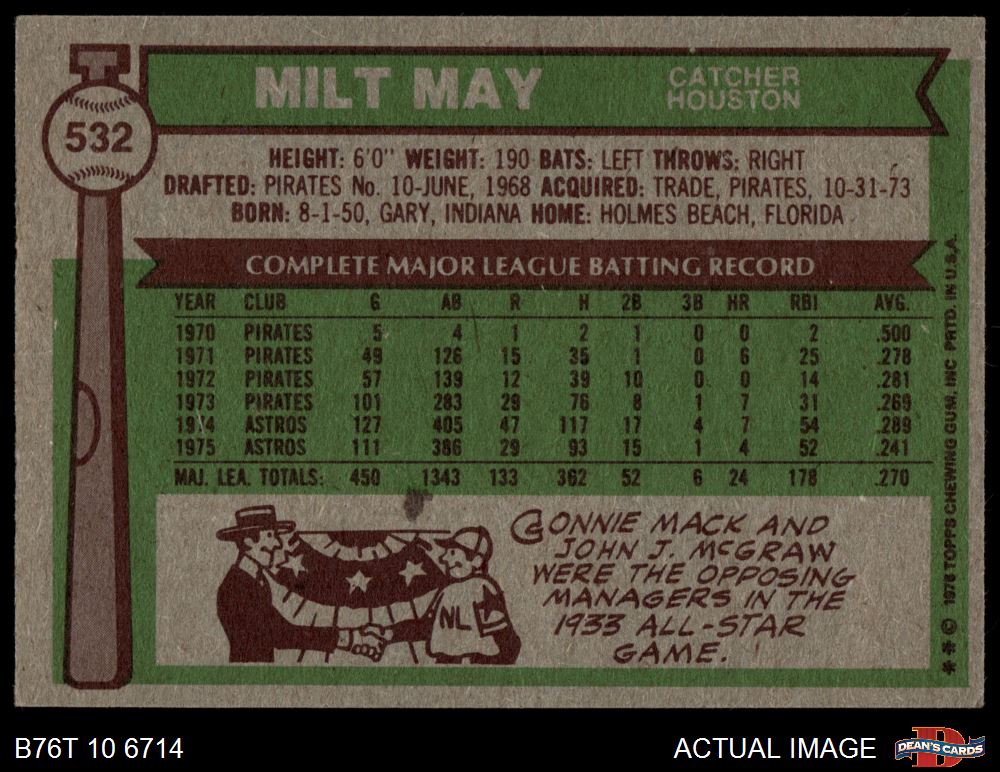 532
MILT MAY
CATCHER
HOUSTON
HEIGHT: 6'0" WEIGHT: 190 BATS: LEFT THROWS: RIGHT
DRAFTED: PIRATES No. 10-JUNE, 1968 ACQUIRED: TRADE, PIRATES, 10-31-73
BORN: 8-1-50, GARY, INDIANA HOME: HOLMES BEACH, FLORIDA
COMPLETE MAJOR LEAGUE BATTING RECORD
YEAR CLUB G AB R H 2B 3B HR RBI AVG.
1970 PIRATES 5 4 1 2 1 0 0 2 .500
1971 PIRATES 49 126 15 35 1 0 6 25 .278
1972 PIRATES 57 139 12 39 10 0 0 14 .281
1973 PIRATES 101 283 29 76 8 1 7 31 .269
1974 ASTROS 127 405 47 117 17 4 7 54 .289
1975 ASTROS 111 386 29 93 15 1 4 52 .241
MAJ. LEA. TOTALS: 450 1343 133 362 52 6 24 178 .270
NL
CONNIE MACK AND
JOHN J. McGRAW
WERE THE OPPOSING
MANAGERS IN THE
1933 ALL-STAR
GAME.
** © 1976 TOPPS CHEWING GUM, INC PRTD. IN U.S.A.
B76T 10 6714
ACTUAL IMAGE
DEAN'S CARDS